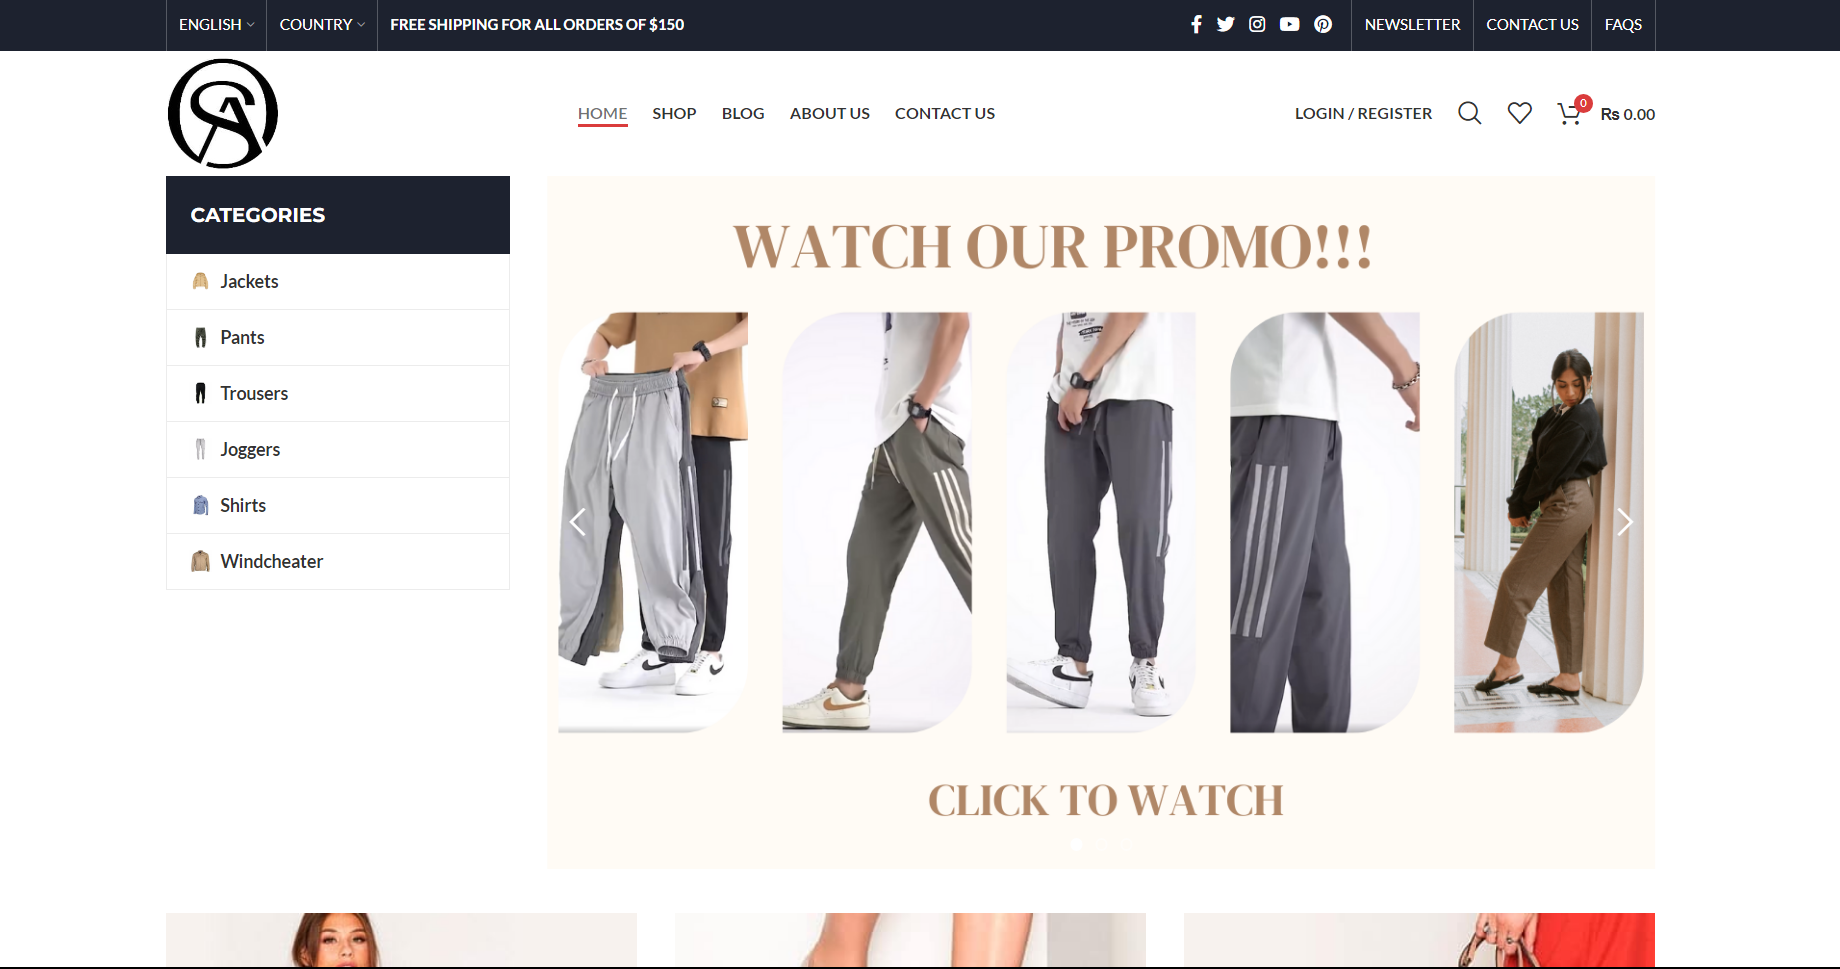 ENGLISH
COUNTRY
FREE SHIPPING FOR ALL ORDERS OF $150
NEWSLETTER
CONTACT US
FAQS
SA
HOME
SHOP
BLOG
ABOUT US
CONTACT US
LOGIN / REGISTER
0
₨ 0.00
CATEGORIES
Jackets
Pants
Trousers
Joggers
Shirts
Windcheater
WATCH OUR PROMO!!!
CLICK TO WATCH